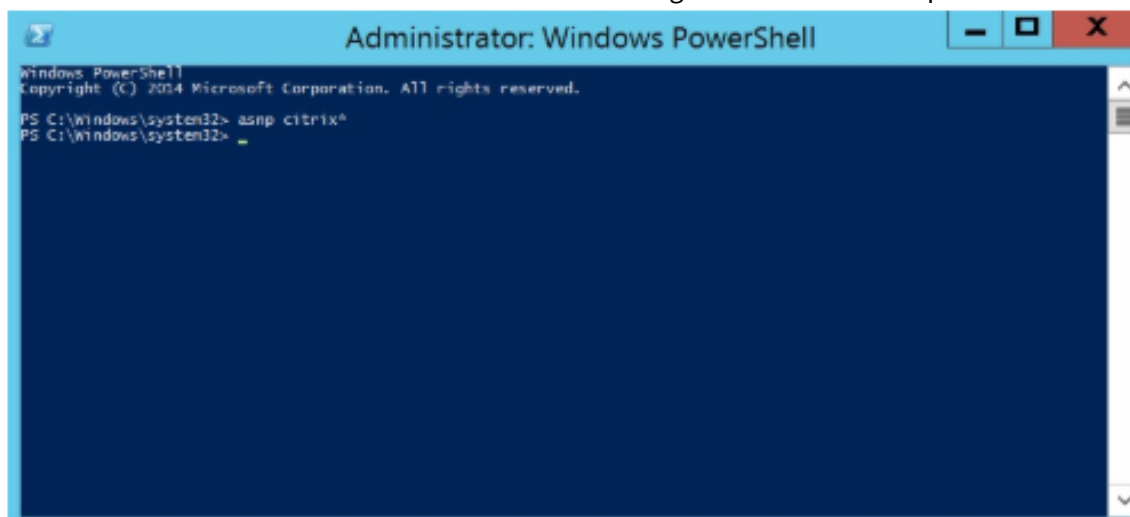 Administrator: Windows PowerShell
Windows PowerShell
Copyright (C) 2014 Microsoft Corporation. All rights reserved.
PS C:\Windows\system32> asnp citrix*
PS C:\Windows\system32> _